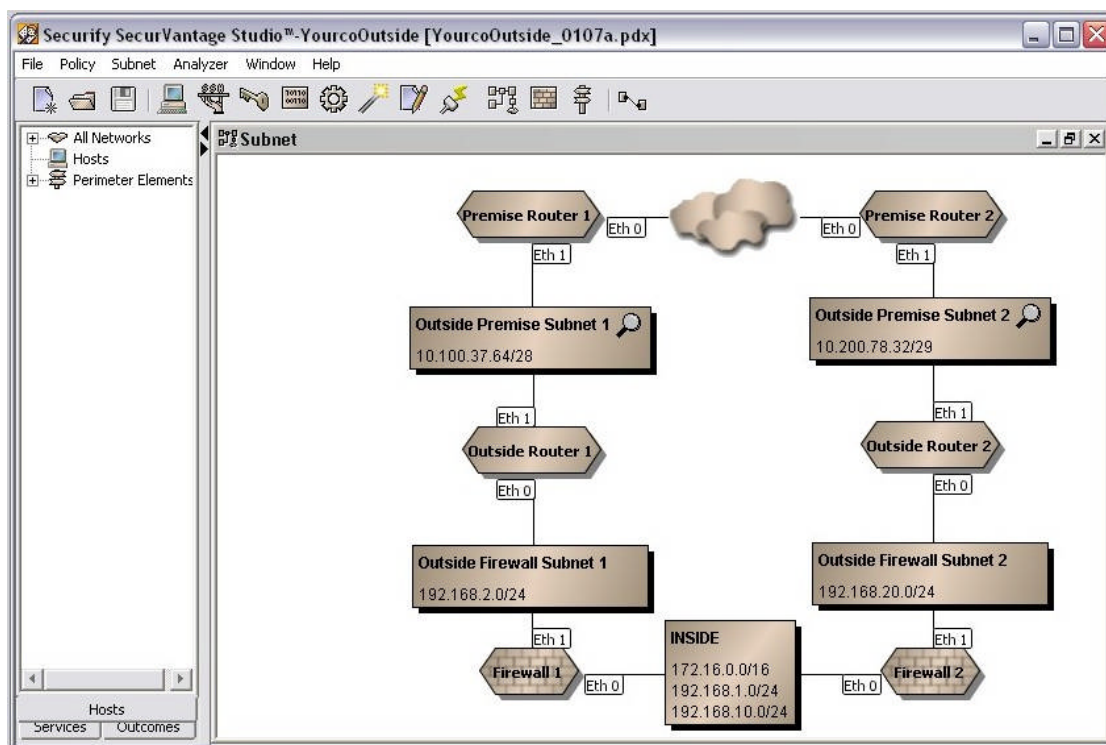 Securify SecurVantage Studio™-YourcoOutside [YourcoOutside_0107a.pdx]
File Policy Subnet Analyzer Window Help
All Networks
Hosts
Perimeter Elements
Subnet
Premise Router 1
Eth 0
Eth 0
Premise Router 2
Eth 1
Eth 1
Outside Premise Subnet 1
10.100.37.64/28
Outside Premise Subnet 2
10.200.78.32/29
Eth 1
Eth 1
Outside Router 1
Outside Router 2
Eth 0
Eth 0
Outside Firewall Subnet 1
192.168.2.0/24
Outside Firewall Subnet 2
192.168.20.0/24
Eth 1
Eth 1
INSIDE
172.16.0.0/16
192.168.1.0/24
192.168.10.0/24
Firewall 1
Eth 0
Eth 0
Firewall 2
Hosts
Services
Outcomes